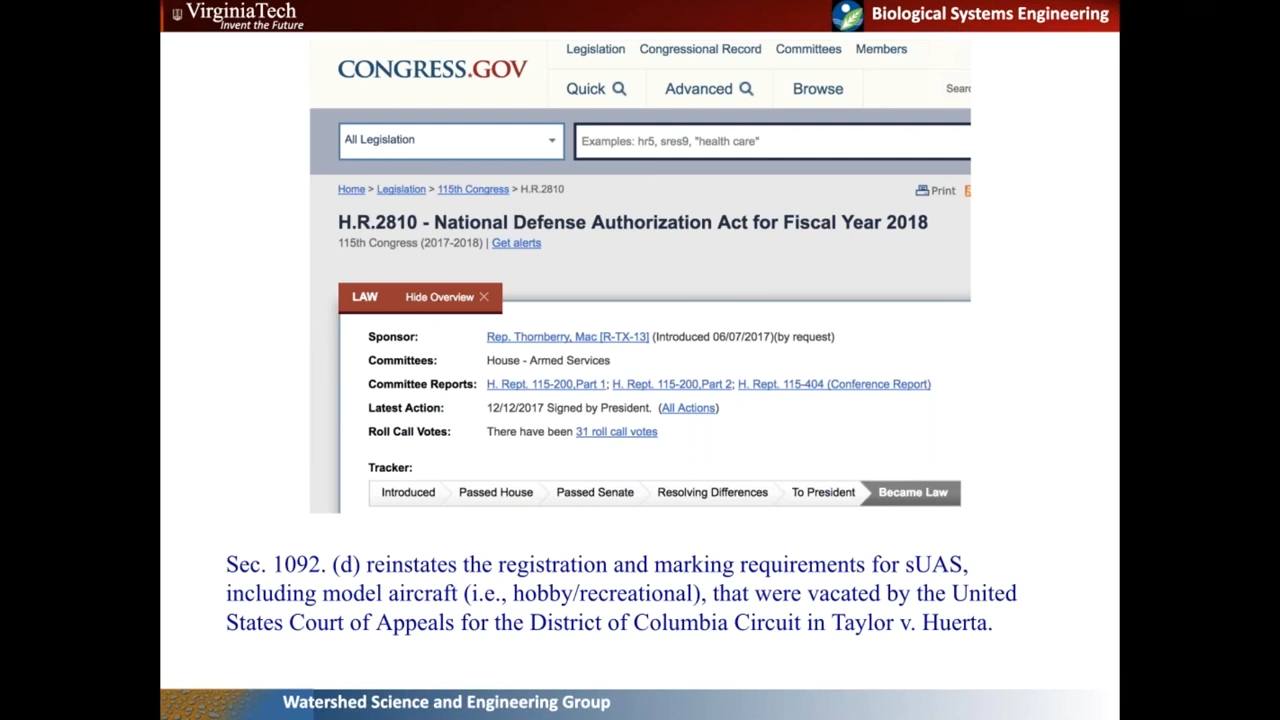 VirginiaTech
Invent the Future
Biological Systems Engineering
Legislation Congressional Record Committees Members
CONGRESS.GOV
Quick Advanced Browse
All Legislation Examples: hr5, sres9, "health care"
Home > Legislation > 115th Congress > H.R.2810 Print
H.R.2810 - National Defense Authorization Act for Fiscal Year 2018
115th Congress (2017-2018) | Get alerts
LAW Hide Overview ×
Sponsor: Rep. Thornberry, Mac [R-TX-13] (Introduced 06/07/2017)(by request)
Committees: House - Armed Services
Committee Reports: H. Rept. 115-200,Part 1; H. Rept. 115-200,Part 2; H. Rept. 115-404 (Conference Report)
Latest Action: 12/12/2017 Signed by President. (All Actions)
Roll Call Votes: There have been 31 roll call votes
Tracker:
Introduced Passed House Passed Senate Resolving Differences To President Became Law
Sec. 1092. (d) reinstates the registration and marking requirements for sUAS,
including model aircraft (i.e., hobby/recreational), that were vacated by the United
States Court of Appeals for the District of Columbia Circuit in Taylor v. Huerta.
Watershed Science and Engineering Group